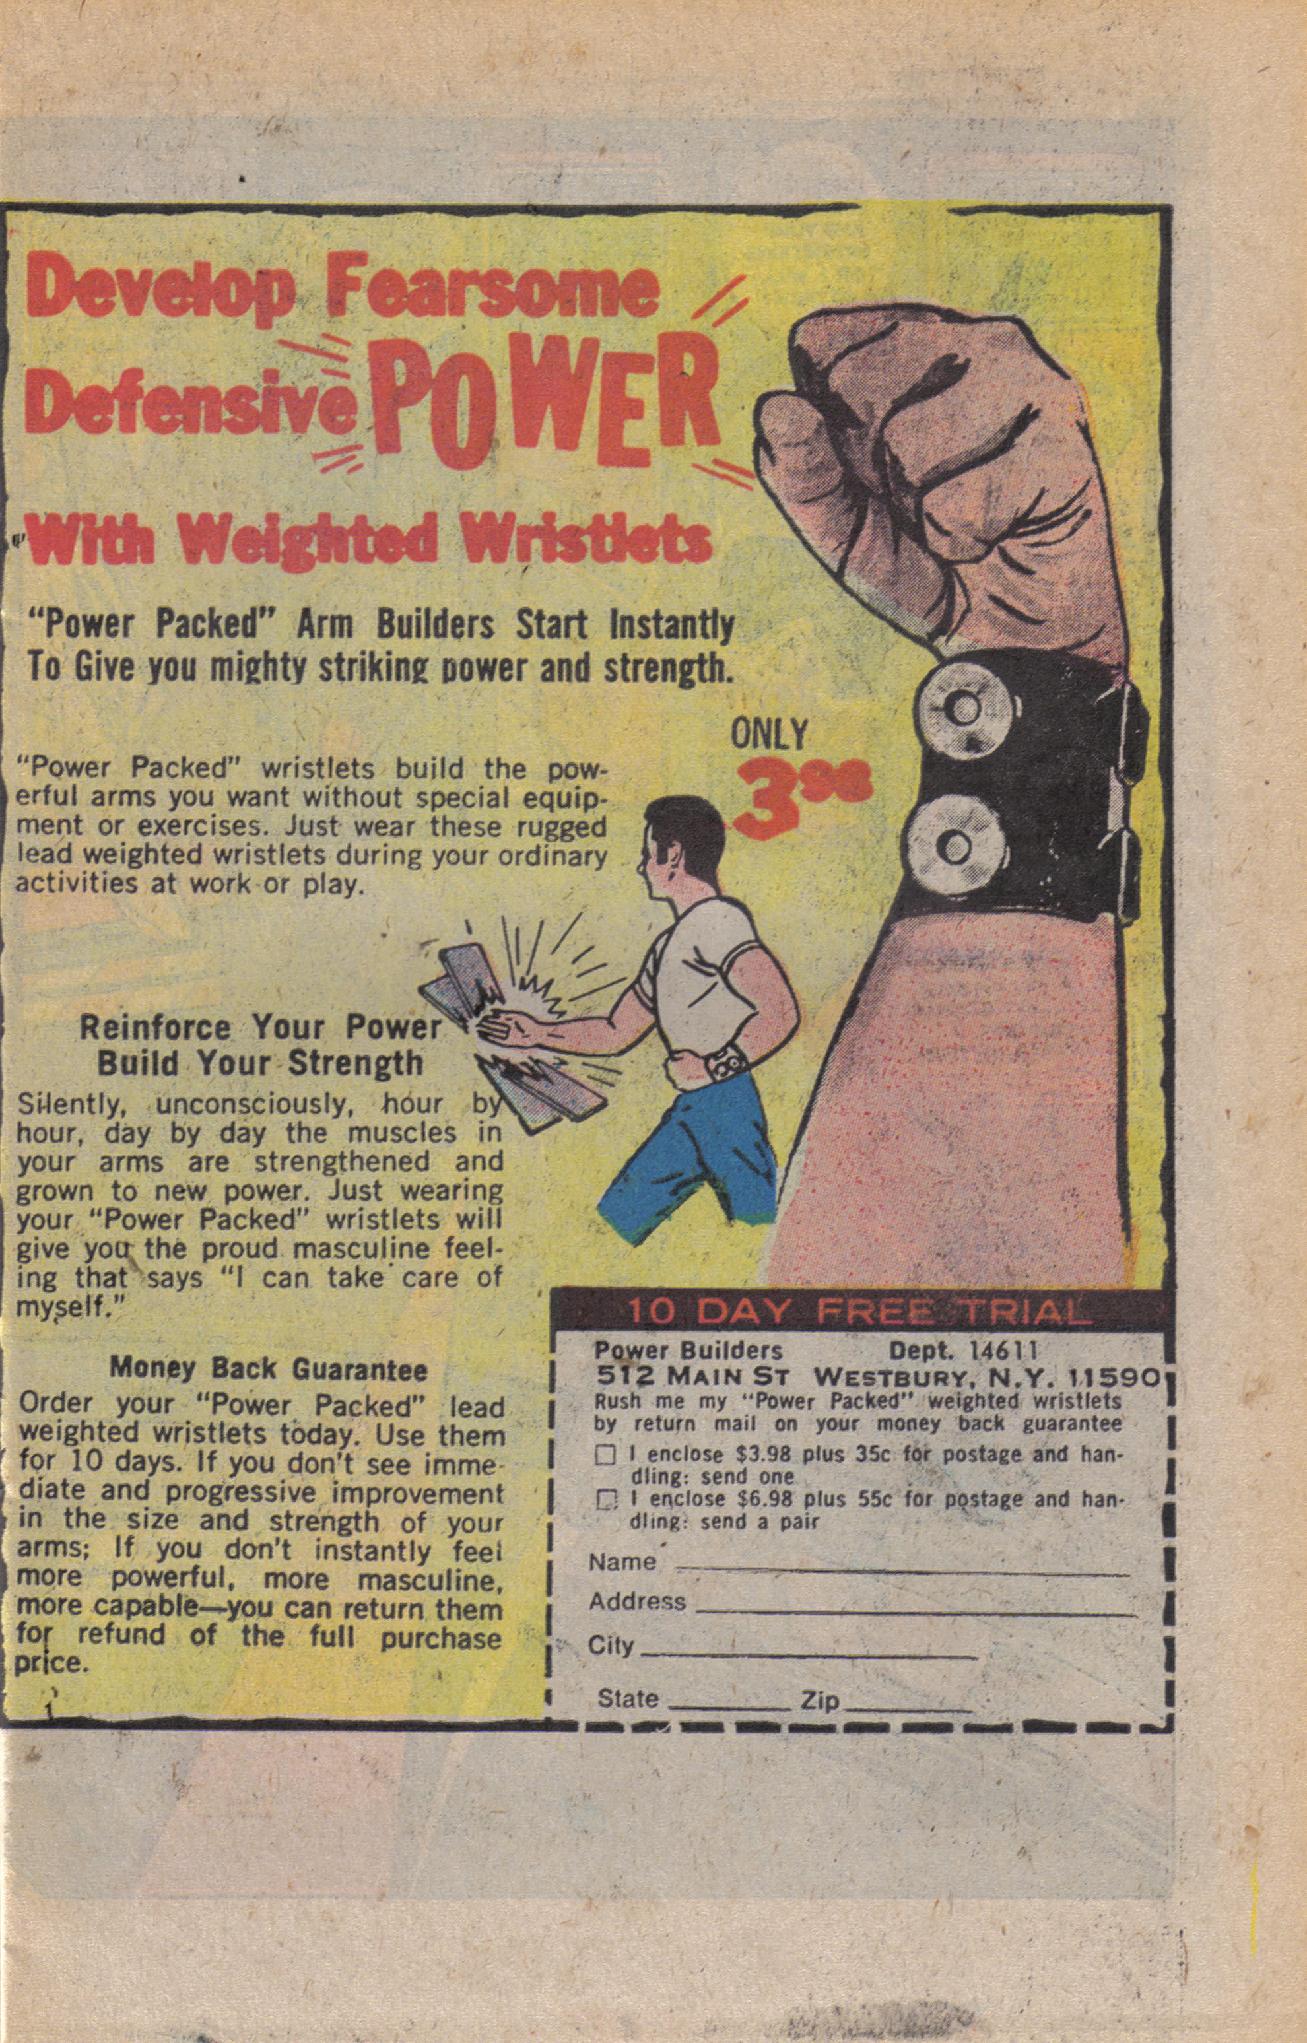 Develop Fearsome
Defensive POWER
With Weighted Wristlets
“Power Packed” Arm Builders Start Instantly
To Give you mighty striking power and strength.
ONLY
3 98
“Power Packed” wristlets build the pow-
erful arms you want without special equip-
ment or exercises. Just wear these rugged
lead weighted wristlets during your ordinary
activities at work or play.
Reinforce Your Power
Build Your Strength
Silently, unconsciously, hour by
hour, day by day the muscles in
your arms are strengthened and
grown to new power. Just wearing
your “Power Packed” wristlets will
give you the proud masculine feel-
ing that says “I can take care of
myself.”
Money Back Guarantee
Order your “Power Packed” lead
weighted wristlets today. Use them
for 10 days. If you don't see imme-
diate and progressive improvement
in the size and strength of your
arms; If you don't instantly feel
more powerful, more masculine,
more capable—you can return them
for refund of the full purchase
price.
1
10 DAY FREE TRIAL
Power Builders Dept. 14611
512 MAIN ST WESTBURY, N.Y. 11590
Rush me my “Power Packed” weighted wristlets
by return mail on your money back guarantee
☐ I enclose $3.98 plus 35c for postage and han-
dling: send one
☐ I enclose $6.98 plus 55c for postage and han-
dling: send a pair
Name
Address
City
State Zip